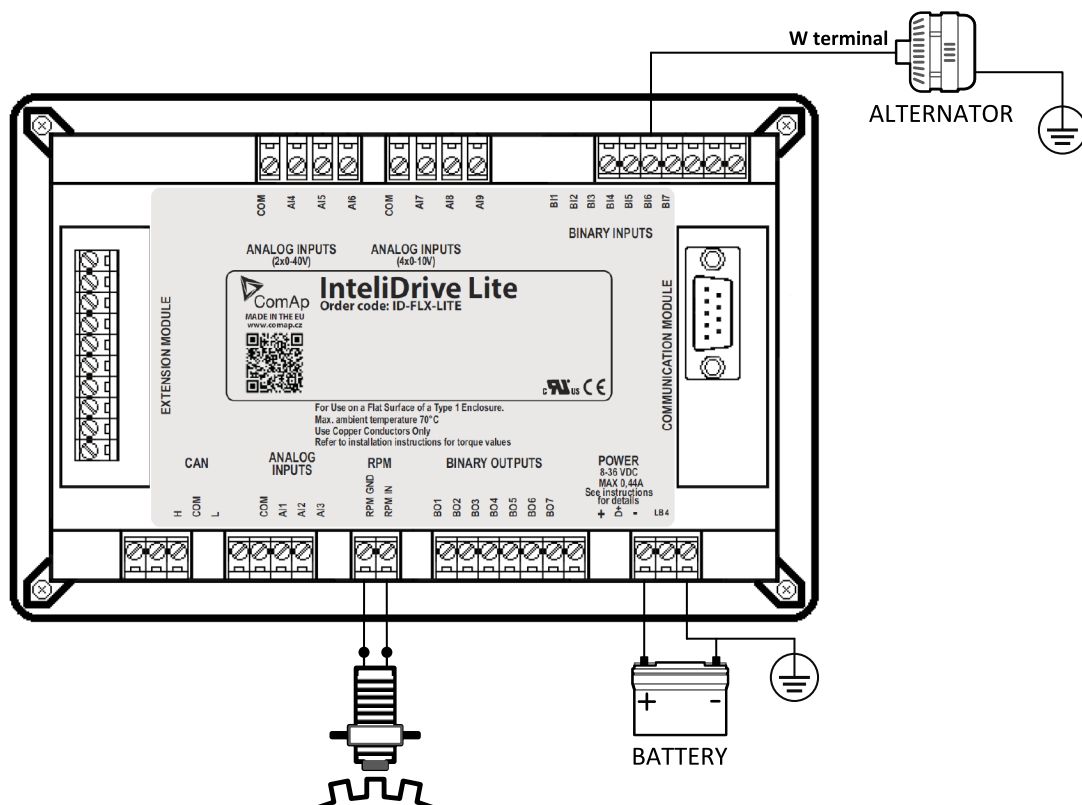 W terminal
ALTERNATOR
COM AI4 AI5 AI6
COM AI7 AI8 AI9
BI1 BI2 BI3 BI4 BI5 BI6 BI7
BINARY INPUTS
ANALOG INPUTS
(2x0-40V)
ANALOG INPUTS
(4x0-10V)
EXTENSION MODULE
ComAp
MADE IN THE EU
www.comap.cz
InteliDrive Lite
Order code: ID-FLX-LITE
C US CE
COMMUNICATION MODULE
For Use on a Flat Surface of a Type 1 Enclosure.
Max. ambient temperature 70°C
Use Copper Conductors Only
Refer to installation instructions for torque values
CAN
H COM L
ANALOG
INPUTS
COM AI1 AI2 AI3
RPM
RPM GND RPM IN
BINARY OUTPUTS
BO1 BO2 BO3 BO4 BO5 BO6 BO7
POWER
8-36 VDC
MAX 0,44A
See instructions
for details
+ D+ -
+ -
BATTERY